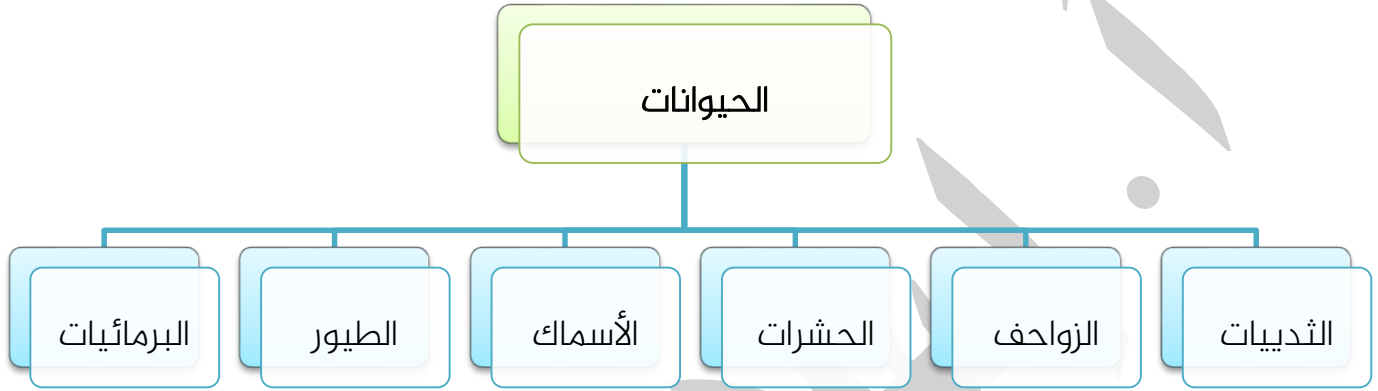 الحيوانات
الثدييات
الزواحف
الحشرات
الأسماك
الطيور
البرمائيات